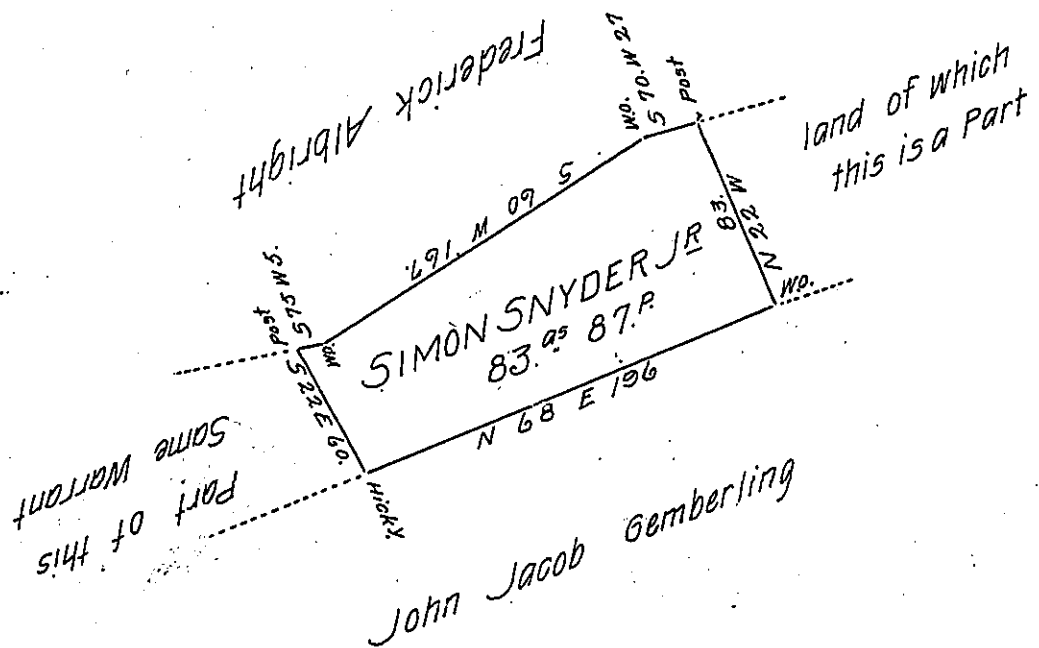 Frederick Albright
S 70. W 27
Wo.
Post
land of which
this is a Part
S 60 W 167.
83.
N 22 W
Wo.
S 75 W 9.
Post
Wo.
S 22 E 60.
SIMON SNYDER JR
83.as 87.P.
N 68 E 196
Hicky.
Part of this
Same Warrant
John Jacob Gemberling